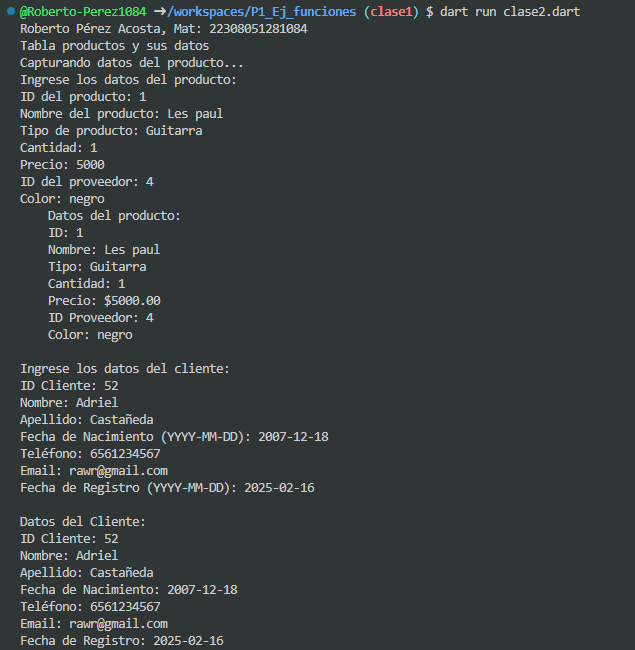 @Roberto-Perez1084 ➜/workspaces/P1_Ej_funciones (clase1) $ dart run clase2.dart
Roberto Pérez Acosta, Mat: 22308051281084
Tabla productos y sus datos
Capturando datos del producto...
Ingrese los datos del producto:
ID del producto: 1
Nombre del producto: Les paul
Tipo de producto: Guitarra
Cantidad: 1
Precio: 5000
ID del proveedor: 4
Color: negro
Datos del producto:
ID: 1
Nombre: Les paul
Tipo: Guitarra
Cantidad: 1
Precio: $5000.00
ID Proveedor: 4
Color: negro
Ingrese los datos del cliente:
ID Cliente: 52
Nombre: Adriel
Apellido: Castañeda
Fecha de Nacimiento (YYYY-MM-DD): 2007-12-18
Teléfono: 6561234567
Email: rawr@gmail.com
Fecha de Registro (YYYY-MM-DD): 2025-02-16
Datos del Cliente:
ID Cliente: 52
Nombre: Adriel
Apellido: Castañeda
Fecha de Nacimiento: 2007-12-18
Teléfono: 6561234567
Email: rawr@gmail.com
Fecha de Registro: 2025-02-16